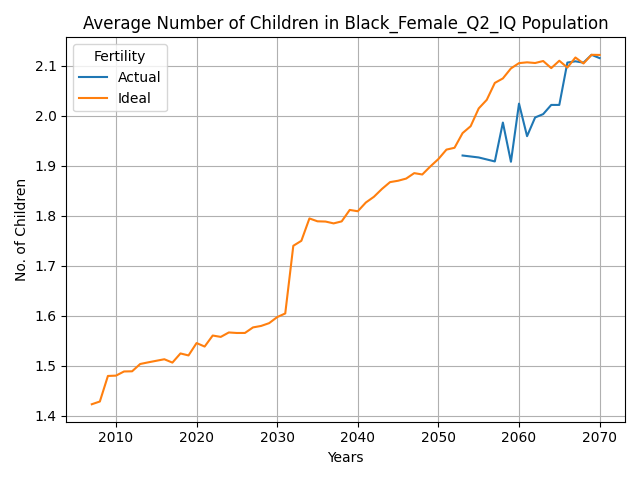 Average Number of Children in Black_Female_Q2_IQ Population
Fertility
Actual
Ideal
No. of Children
2.1
2.0
1.9
1.8
1.7
1.6
1.5
1.4
2010 2020 2030 2040 2050 2060 2070
Years